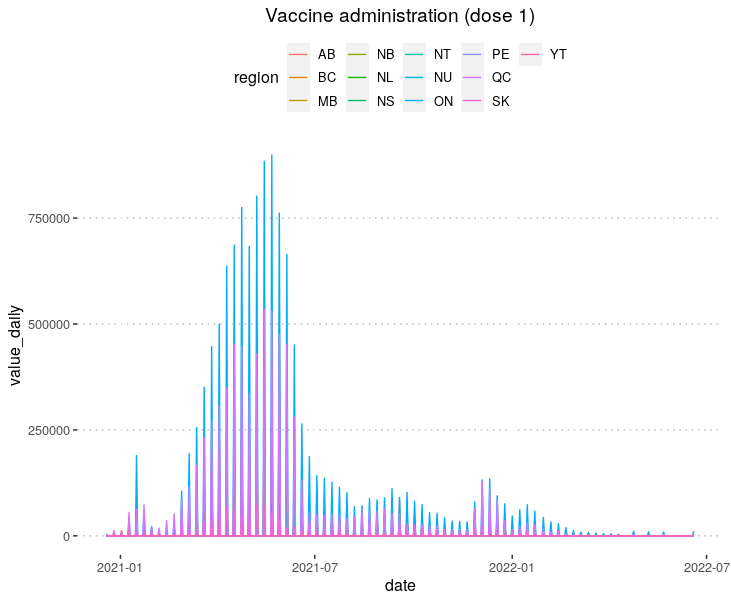 Vaccine administration (dose 1)
region
AB NB NT PE YT
BC NL NU QC
MB NS ON SK
value_daily
750000
500000
250000
0
2021-01 2021-07 2022-01 2022-07
date